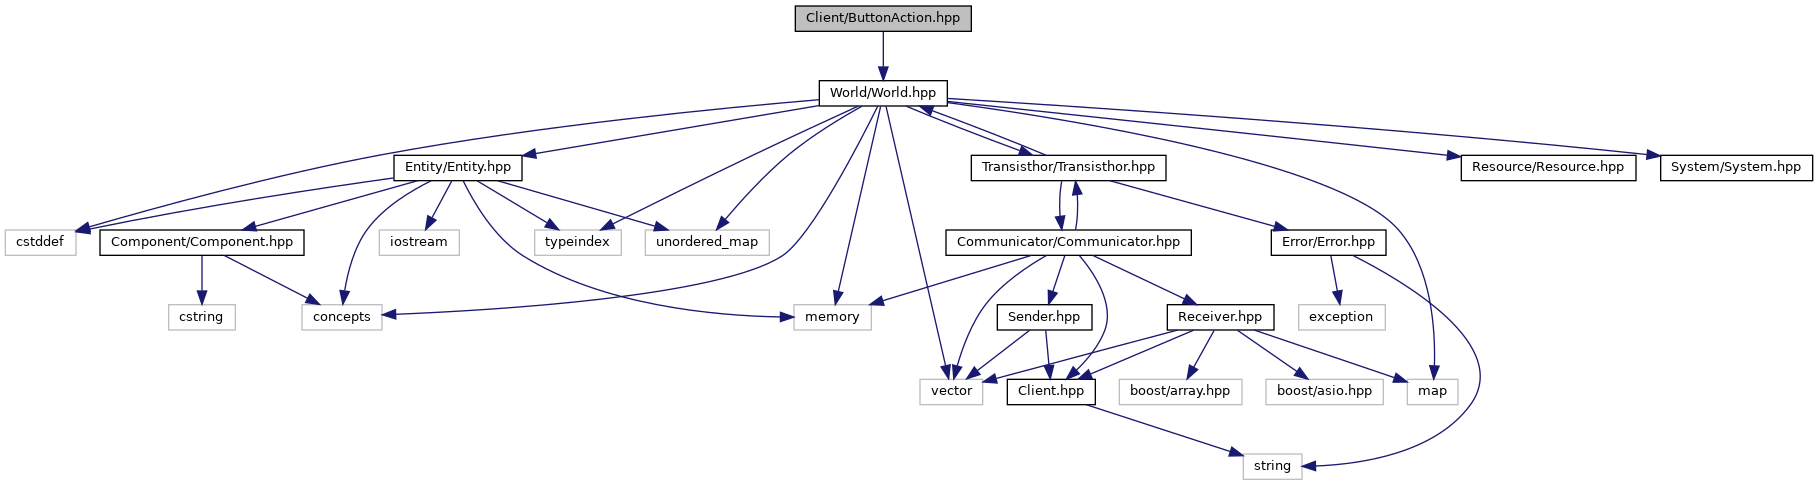 Client/ButtonAction.hpp
World/World.hpp
Entity/Entity.hpp
Transisthor/Transisthor.hpp
Resource/Resource.hpp
System/System.hpp
cstddef
Component/Component.hpp
iostream
typeindex
unordered_map
Communicator/Communicator.hpp
Error/Error.hpp
cstring
concepts
memory
Sender.hpp
Receiver.hpp
exception
vector
Client.hpp
boost/array.hpp
boost/asio.hpp
map
string